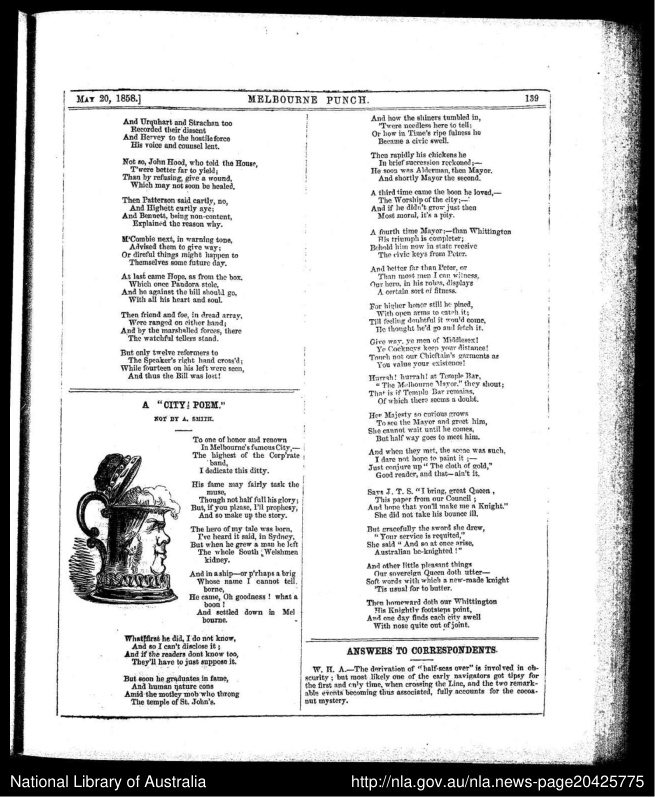 MAY 20, 1858.]
MELBOURNE PUNCH.
139
And Urquhart and Strachan too
Recorded their dissent
And Hervey to the hostile force
His voice and counsel lent.
Not so, John Hood, who told the House,
T'were better far to yield;
Than by refusing, give a wound,
Which may not soon be healed.
Then Patterson said curtly, no,
And Highett curtly aye;
And Bennett, being non-content,
Explained the reason why.
M'Combie next, in warning tone,
Advised them to give way;
Or direful things might happen to
Themselves some future day.
At last came Hope, as from the box,
Which once Pandora stole,
And he against the bill should go,
With all his heart and soul.
Then friend and foe, in dread array,
Were ranged on either hand;
And by the marshalled forces, there
The watchful tellers stand.
But only twelve reformers to
The Speaker's right hand cross'd;
While fourteen on his left were seen,
And thus the Bill was lost!
A "CITY POEM."
NOT BY A. SMITH.
To one of honor and renown
In Melbourne's famous City,—
The highest of the Corp'rate
band,
I dedicate this ditty.
His fame may fairly task the
muse,
Though not half full his glory;
But, if you please, I'll prophesy,
And so make up the story.
The hero of my tale was born,
I've heard it said, in Sydney,
But when he grew a man he left
The whole South Welshmen
kidney.
And in a ship—or p'rhaps a brig
Whose name I cannot tell,
borne,
He came, Oh goodness! what a
boon!
And settled down in Mel
bourne.
What first he did, I do not know,
And so I can't disclose it;
And if the readers dont know too,
They'll have to just suppose it.
But soon he graduates in fame,
And human nature cons
Amid the motley mob who throng
The temple of St. John's.
And how the shiners tumbled in,
'Twere needless here to tell;
Or how in Time's ripe fulness he
Became a civic swell.
Then rapidly his chickens he
In brief succession reckoned;—
He soon was Alderman, then Mayor,
And shortly Mayor the second.
A third time came the boon he loved,—
The Worship of the city;—
And if he didn't grow just then
Most moral, it's a pity.
A fourth time Mayor;—than Whittington
His triumph is completer;
Behold him now in state receive
The civic keys from Peter.
And better far than Peter, or
Than most men I can witness,
Our hero, in his robes, displays
A certain sort of fitness.
For higher honor still he pined,
With open arms to catch it;
Till feeling doubtful it wou'd come,
He thought he'd go and fetch it.
Give way, ye men of Middlesex!
Ye Cockneys keep your distance!
Touch not our Chieftain's garments as
You value your existence!
Hurrah! hurrah! at Temple Bar,
"The Melbourne Mayor," they shout;
That is if Temple Bar remains,
Of which there seems a doubt.
Her Majesty so curious grows
To see the Mayor and greet him,
She cannot wait until he comes,
But half way goes to meet him.
And when they met, the scene was such,
I dare not hope to paint it;—
Just conjure up "The cloth of gold,"
Good reader, and that—ain't it.
Says J. T. S. "I bring, great Queen,
This paper from our Council;
And hope that you'll make me a Knight."
She did not take his bounce ill.
But gracefully the sword she drew,
"Your service is requited,"
She said "And so at once arise,
Australian be-knighted!"
And other little pleasant things
Our sovereign Queen doth utter—
Soft words with which a new-made knight
'Tis usual for to butter.
Then homeward doth our Whittington
His Knightly footsteps point,
And one day finds each city swell
With nose quite out of joint.
ANSWERS TO CORRESPONDENTS.
W. H. A.—The derivation of "half-seas over" is involved in ob-
scurity; but most likely one of the early navigators got tipsy for
the first and only time, when crossing the Line, and the two remark-
able events becoming thus associated, fully accounts for the cocoa-
nut mystery.
National Library of Australia
http://nla.gov.au/nla.news-page20425775